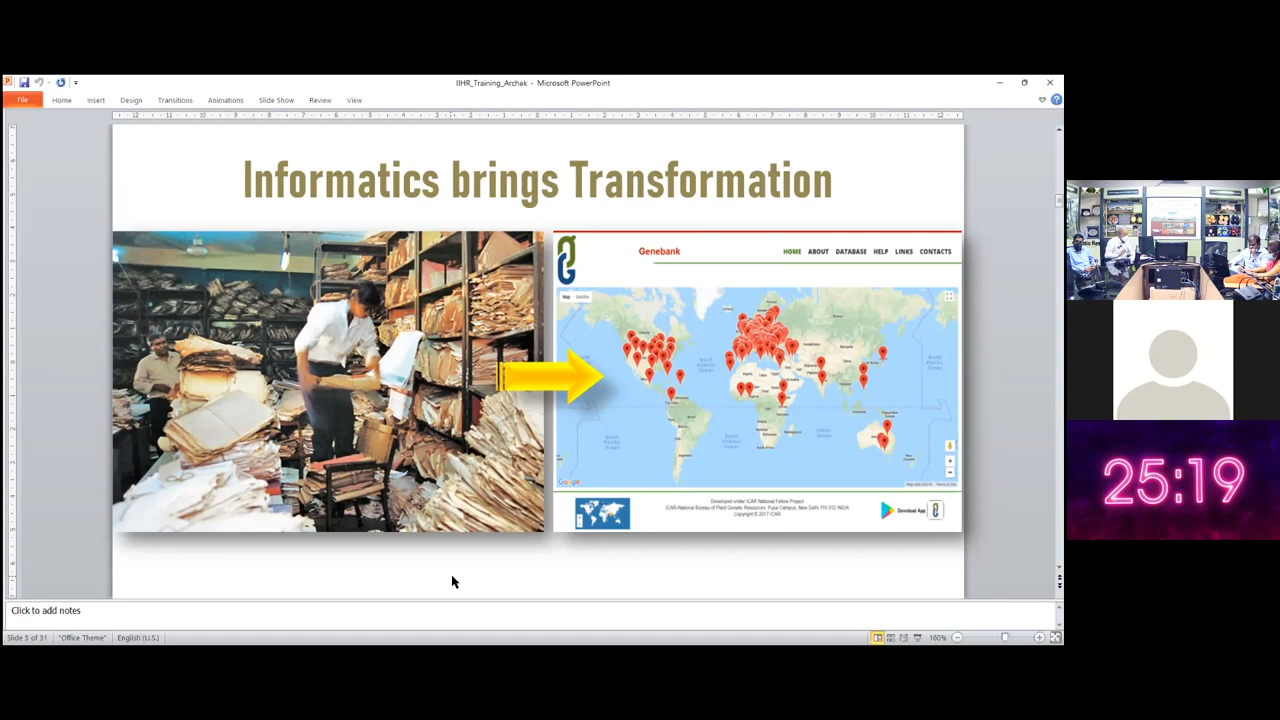 IIHR_Training_Archak - Microsoft PowerPoint
File Home Insert Design Transitions Animations Slide Show Review View
Informatics brings Transformation
Genebank
HOME ABOUT DATABASE HELP LINKS CONTACTS
Map Satellite
Google
Developed under ICAR National Fellow Project
ICAR-National Bureau of Plant Genetic Resources, Pusa Campus, New Delhi 110 012 INDIA
Copyright © 2017 ICAR
Download App
25:19
Click to add notes
Slide 5 of 31 "Office Theme" English (U.S.) 160%